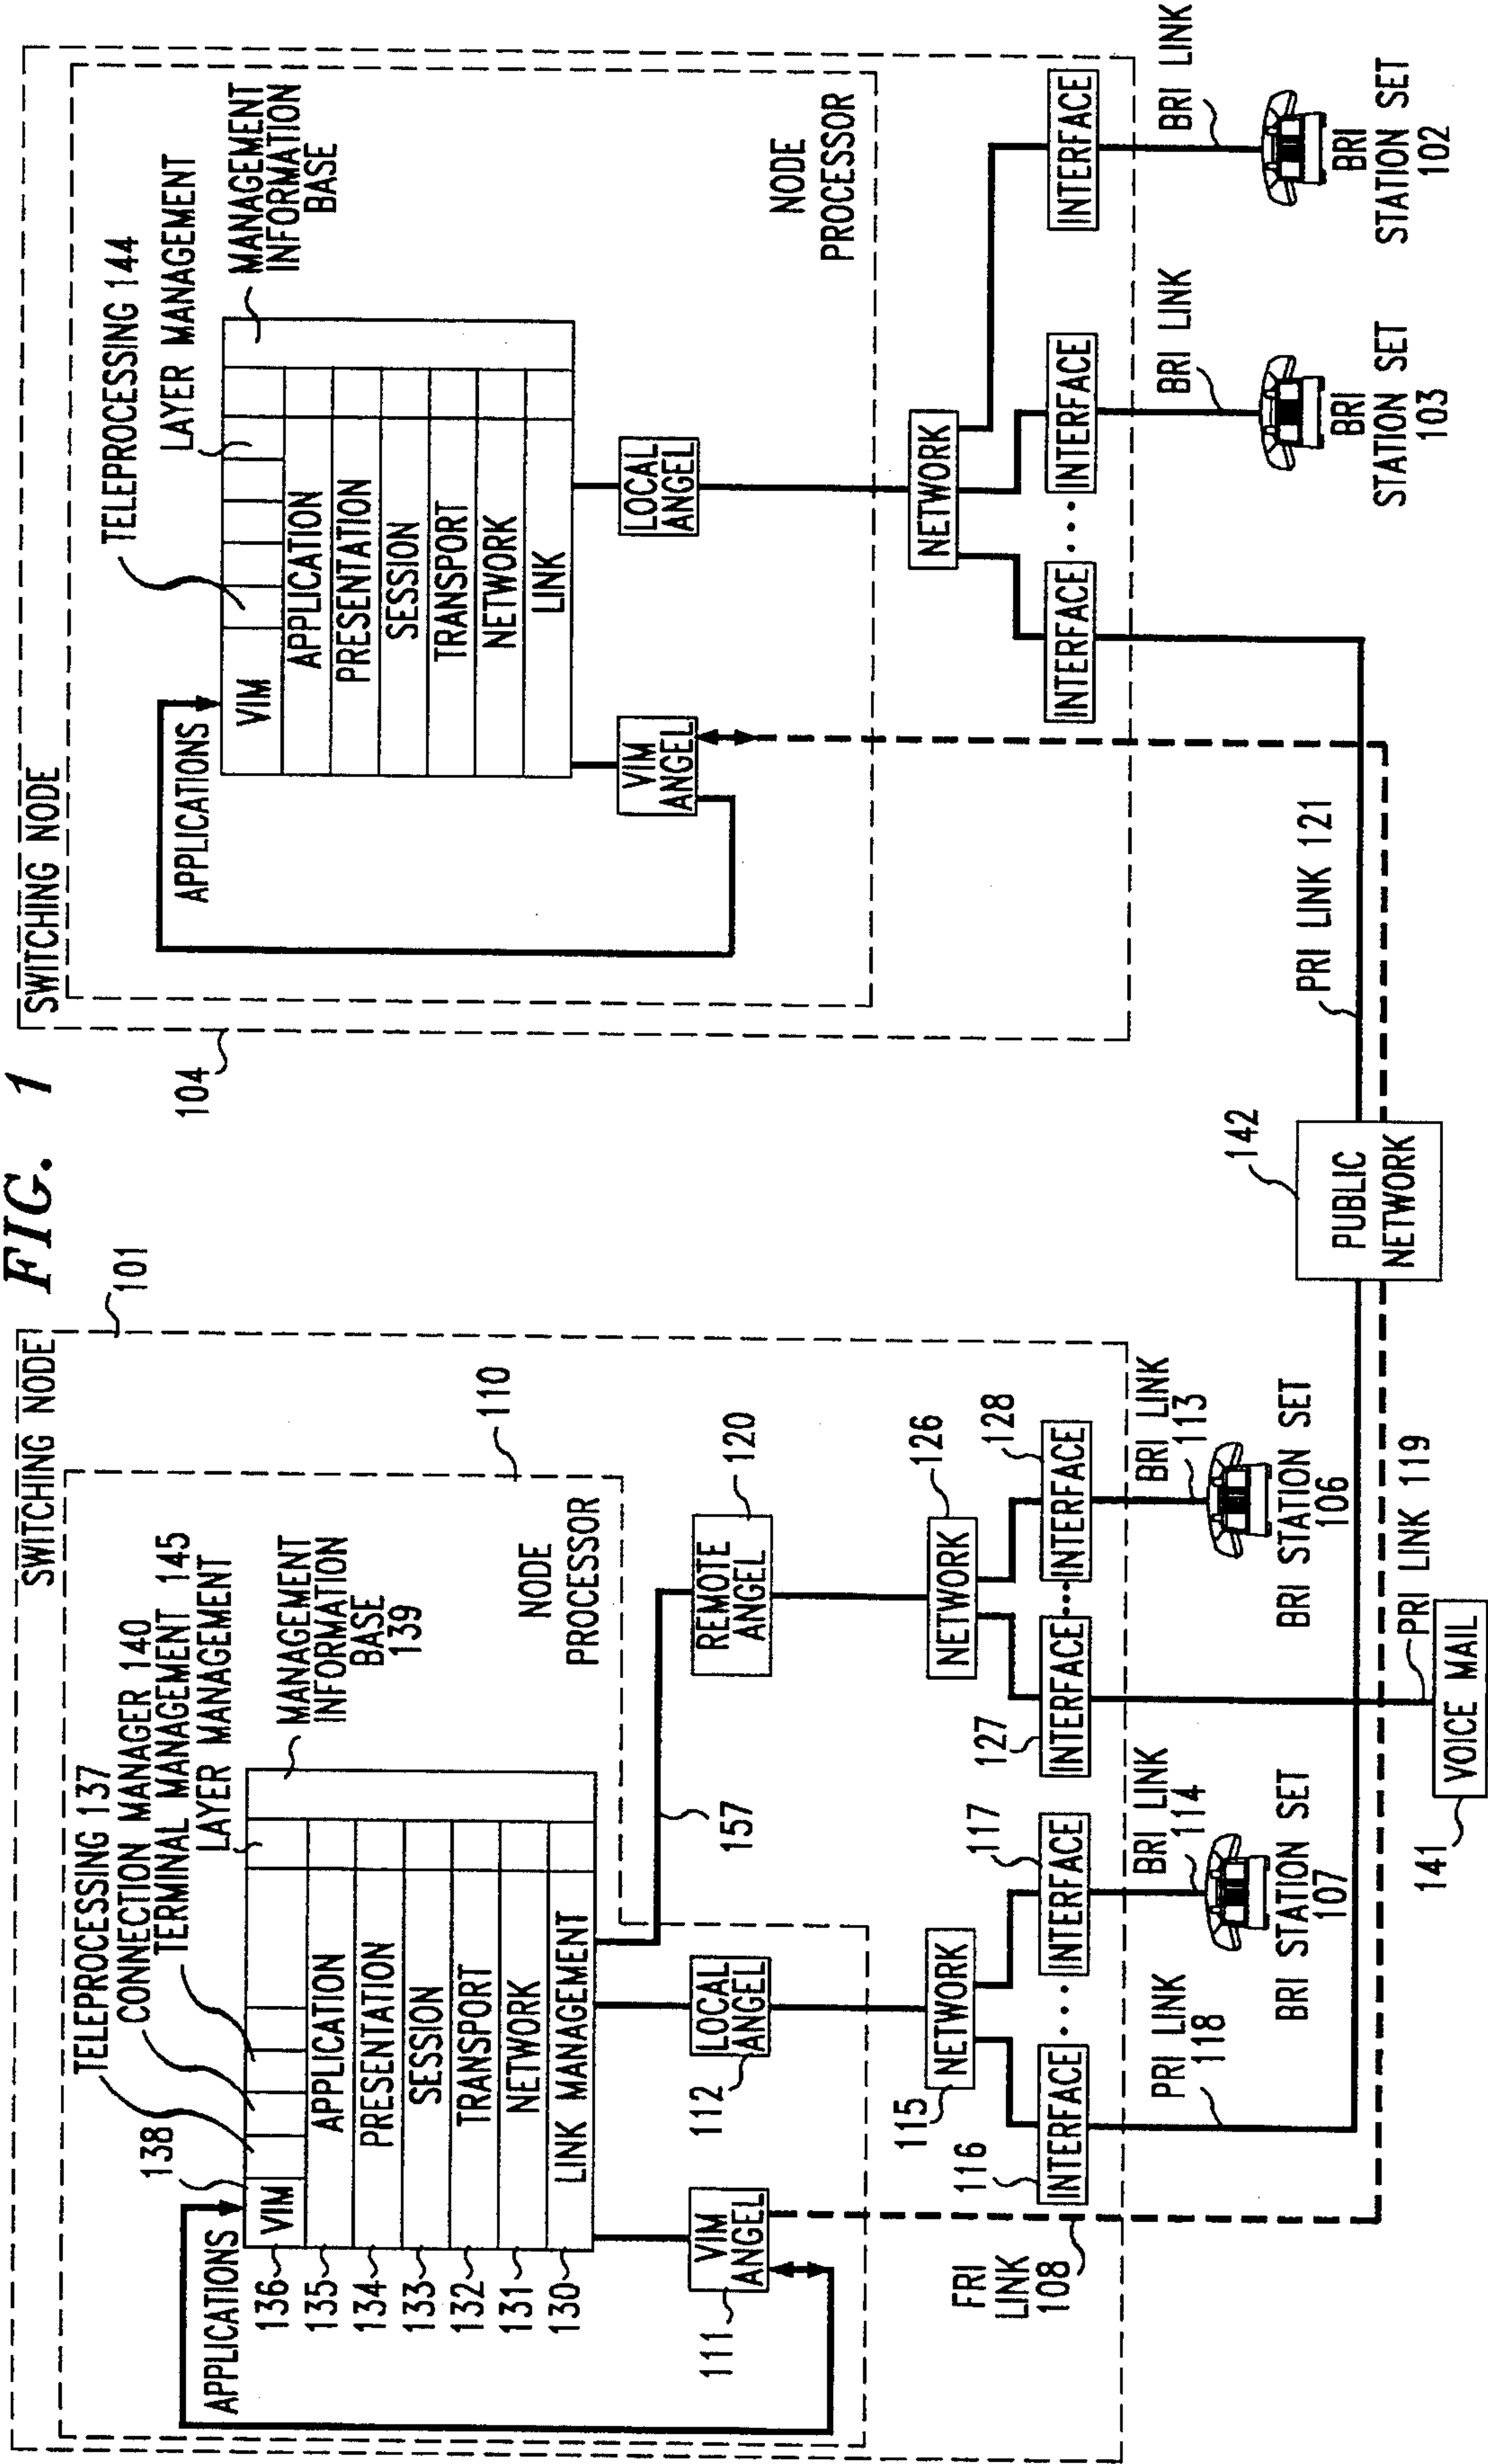 FIG. 1
SWITCHING NODE
101
TELEPROCESSING 137
CONNECTION MANAGER 140
TERMINAL MANAGEMENT 145
LAYER MANAGEMENT
MANAGEMENT
INFORMATION
BASE
139
NODE
PROCESSOR
110
APPLICATIONS
138
VIM
136
APPLICATION
135
PRESENTATION
134
SESSION
133
TRANSPORT
132
NETWORK
131
LINK MANAGEMENT
130
VIM
ANGEL
111
LOCAL
ANGEL
112
157
REMOTE
ANGEL
120
NETWORK
115
NETWORK
126
INTERFACE
116
INTERFACE
117
INTERFACE
127
INTERFACE
128
FRI
LINK
108
PRI LINK
118
BRI LINK
114
BRI STATION SET
107
BRI LINK
113
BRI STATION SET
106
PRI LINK 119
VOICE MAIL
141
PUBLIC
NETWORK
142
PRI LINK 121
SWITCHING NODE
104
TELEPROCESSING 144
LAYER MANAGEMENT
MANAGEMENT
INFORMATION
BASE
NODE
PROCESSOR
APPLICATIONS
VIM
APPLICATION
PRESENTATION
SESSION
TRANSPORT
NETWORK
LINK
VIM
ANGEL
LOCAL
ANGEL
NETWORK
INTERFACE
INTERFACE
INTERFACE
BRI LINK
BRI
STATION SET
103
BRI LINK
BRI
STATION SET
102